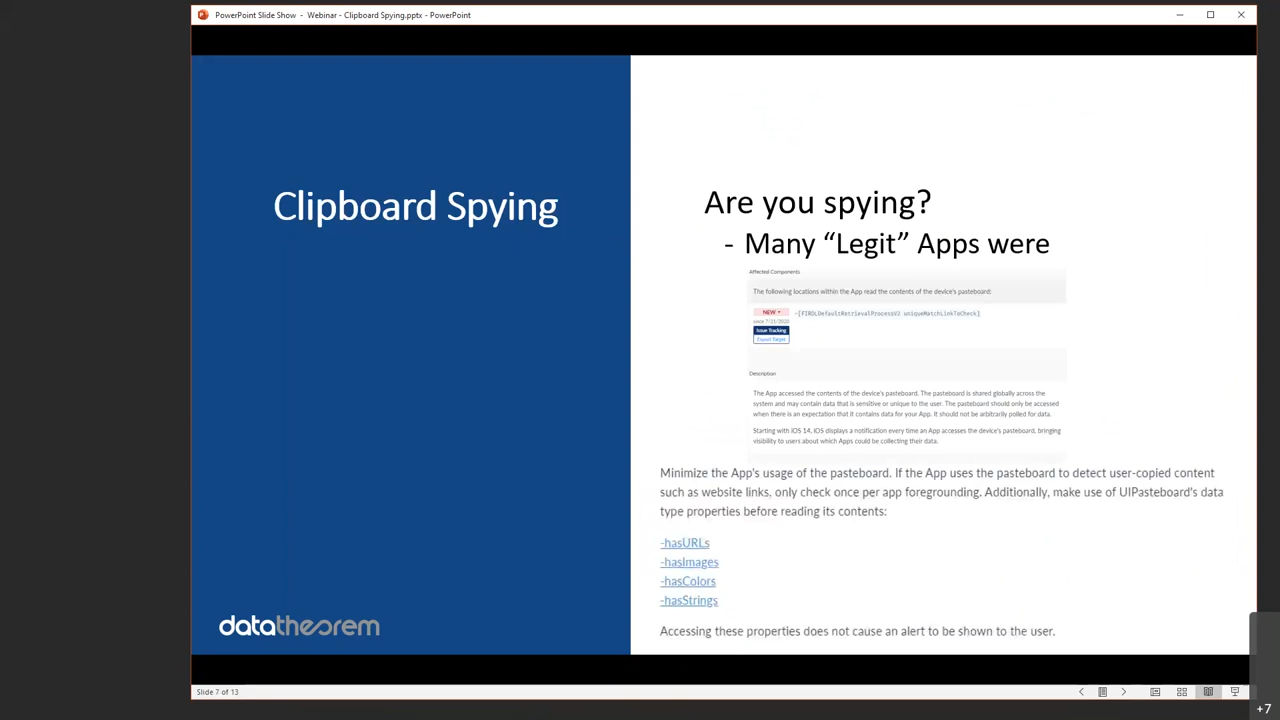 PowerPoint Slide Show - Webinar - Clipboard Spying.pptx - PowerPoint
Clipboard Spying
datatheorem
Are you spying?
- Many “Legit” Apps were
Affected Components
The following locations within the App read the contents of the device's pasteboard:
NEW
-[FIRDLDefaultRetrievalProcessV2 uniqueMatchLinkToCheck]
since 7/21/2020
Issue Tracking
Export Target
Description
The App accessed the contents of the device's pasteboard. The pasteboard is shared globally across the
system and may contain data that is sensitive or unique to the user. The pasteboard should only be accessed
when there is an expectation that it contains data for your App. It should not be arbitrarily polled for data.
Starting with iOS 14, iOS displays a notification every time an App accesses the device's pasteboard, bringing
visibility to users about which Apps could be collecting their data.
Minimize the App's usage of the pasteboard. If the App uses the pasteboard to detect user-copied content
such as website links, only check once per app foregrounding. Additionally, make use of UIPasteboard's data
type properties before reading its contents:
-hasURLs
-hasImages
-hasColors
-hasStrings
Accessing these properties does not cause an alert to be shown to the user.
Slide 7 of 13
+7